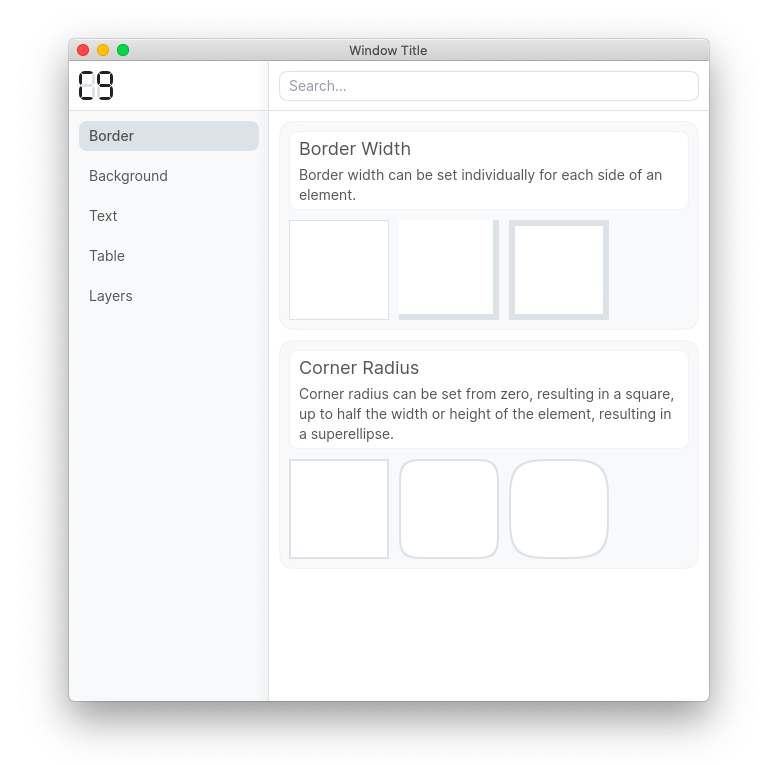 Window Title
C9
Search...
Border
Background
Text
Table
Layers
Border Width
Border width can be set individually for each side of an
element.
Corner Radius
Corner radius can be set from zero, resulting in a square,
up to half the width or height of the element, resulting in
a superellipse.